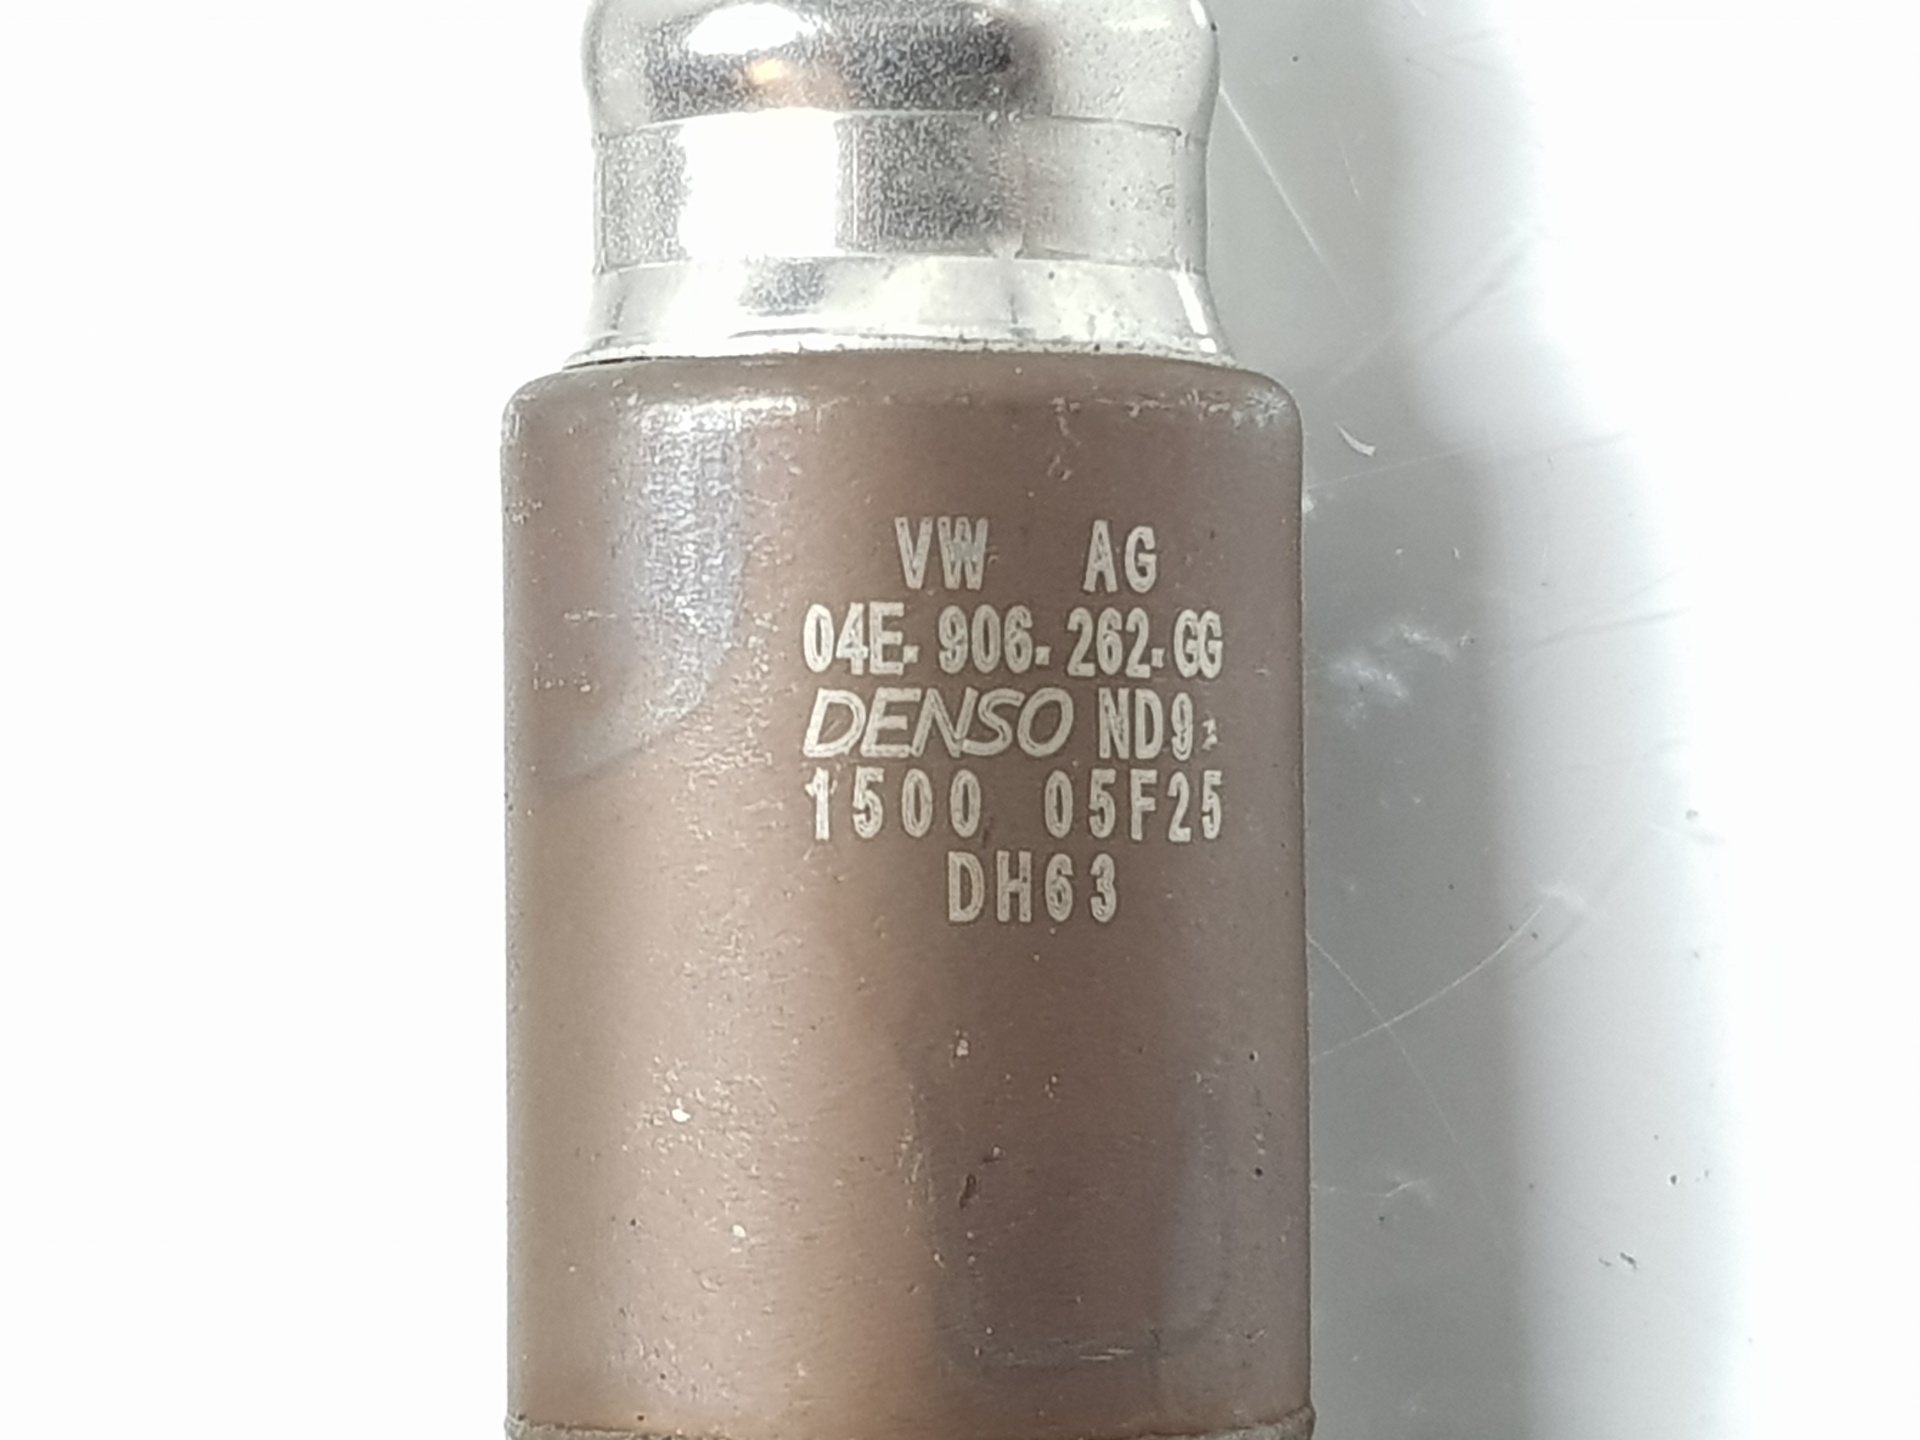 VW AG
04E.906.262.GG
DENSO ND9
1500 05F25
DH63